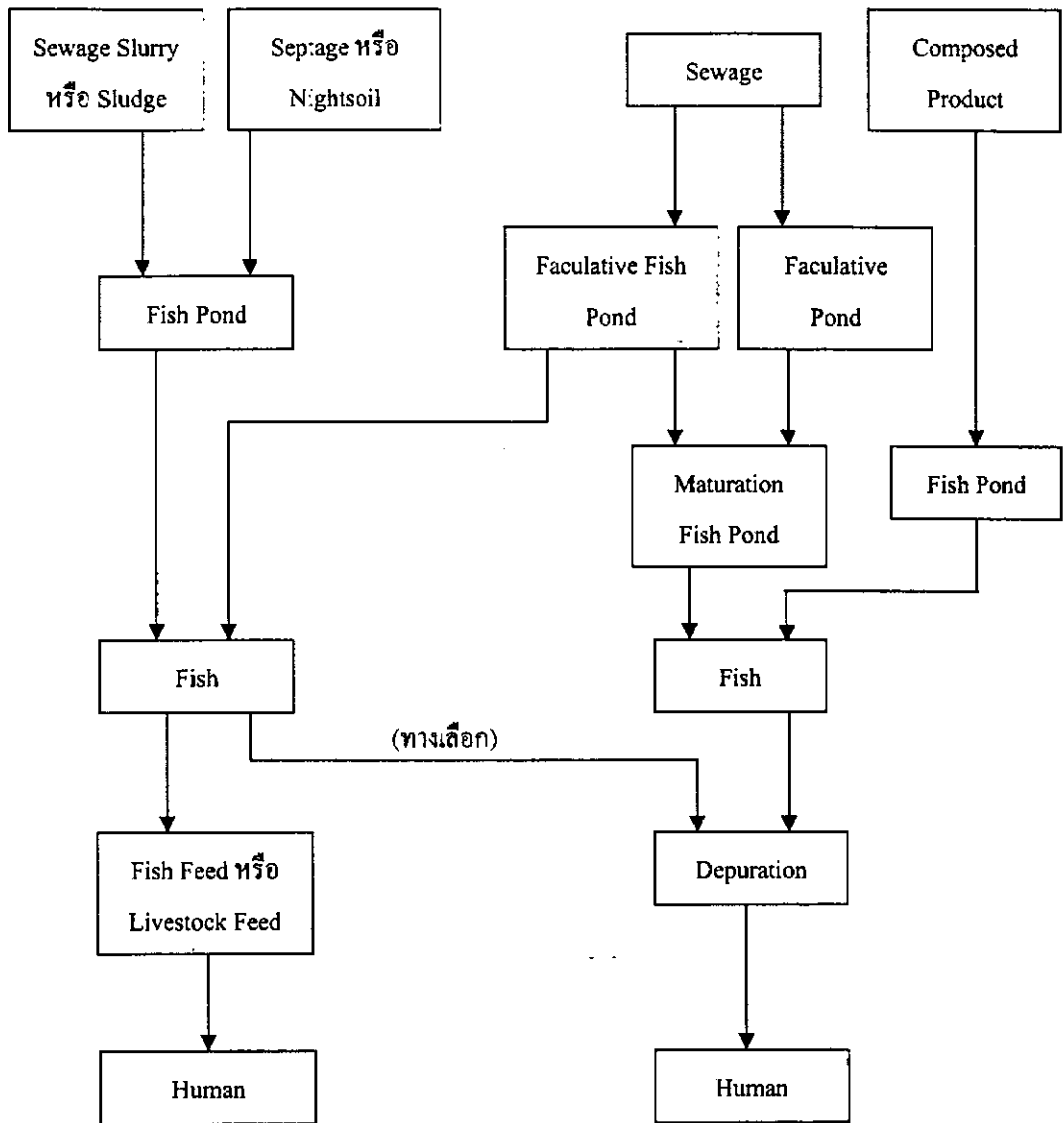 Sewage Slurry
หรือ Sludge
Septage หรือ
Nightsoil
Sewage
Composed
Product
Faculative Fish
Pond
Faculative
Pond
Fish Pond
Maturation
Fish Pond
Fish Pond
Fish
Fish
(ทางเลือก)
Fish Feed หรือ
Livestock Feed
Depuration
Human
Human